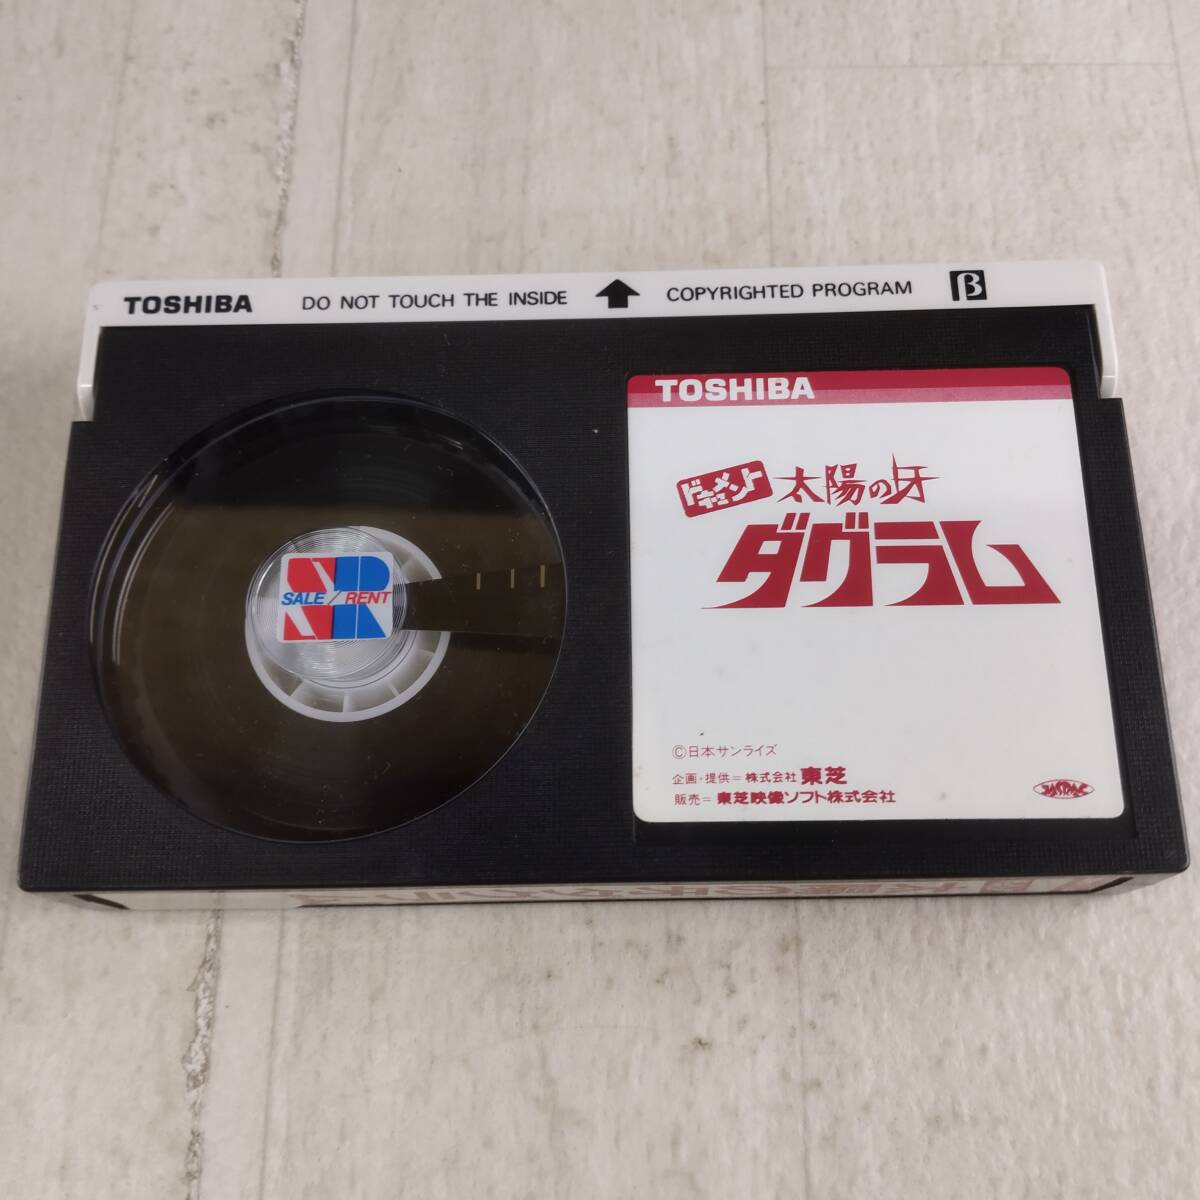 TOSHIBA DO NOT TOUCH THE INSIDE COPYRIGHTED PROGRAM β
SALE/RENT
TOSHIBA
ドキュメント 太陽の牙
ダグラム
©日本サンライズ
企画・提供=株式会社 東芝
販売=東芝映像ソフト株式会社